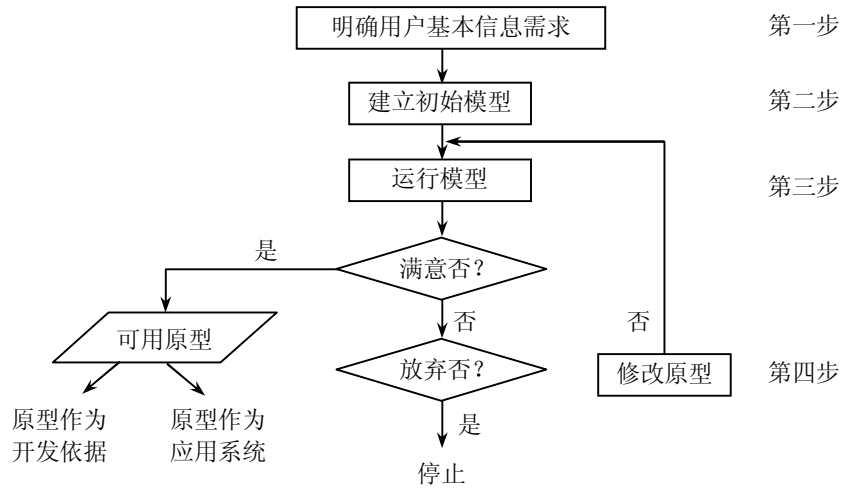 明确用户基本信息需求
第一步
建立初始模型
第二步
运行模型
第三步
是
满意否？
可用原型
否
否
放弃否？
修改原型
第四步
原型作为
开发依据
原型作为
应用系统
是
停止